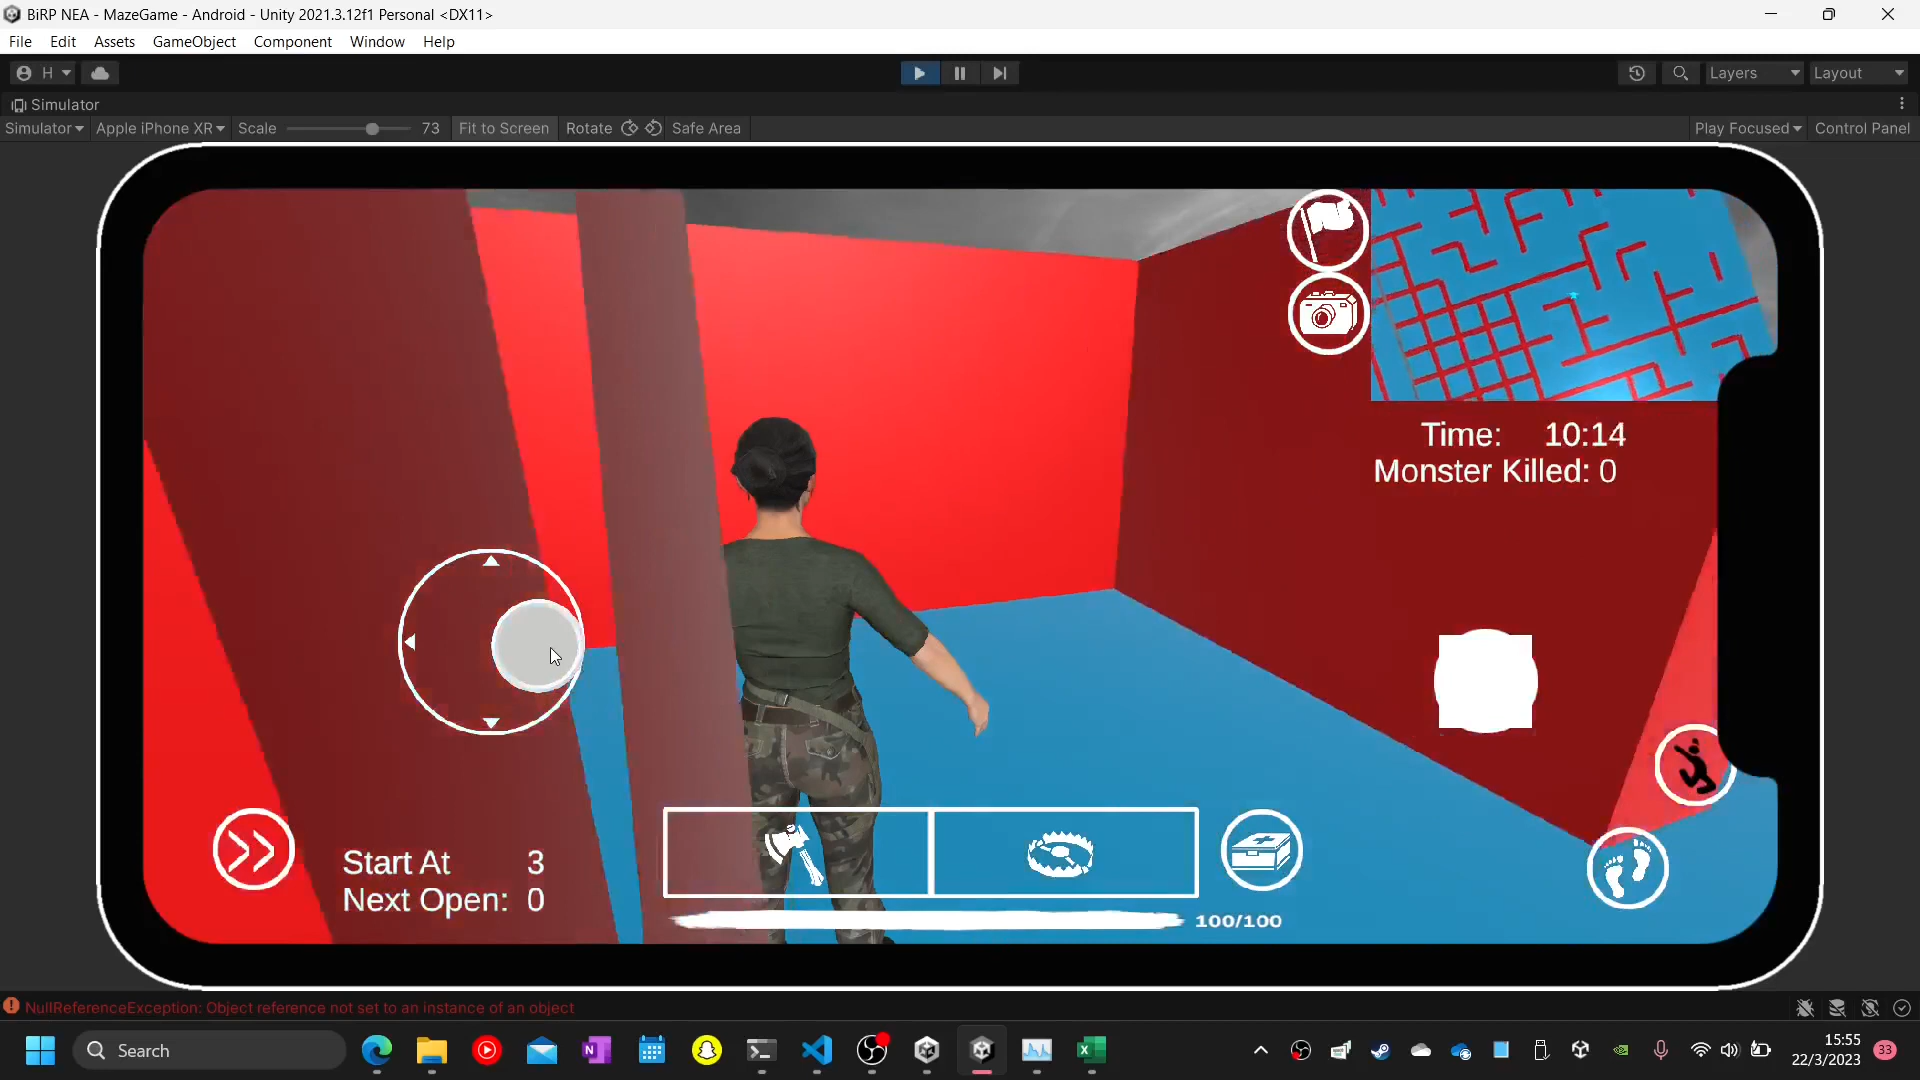 BiRP NEA - MazeGame - Android - Unity 2021.3.12f1 Personal <DX11>
File Edit Assets GameObject Component Window Help
H Layers Layout
Simulator
Simulator Apple iPhone XR Scale 73 Fit to Screen Rotate Safe Area Play Focused Control Panel
Time: 10:14
Monster Killed: 0
Start At 3
Next Open: 0
100/100
NullReferenceException: Object reference not set to an instance of an object
Search
15:55
22/3/2023
33